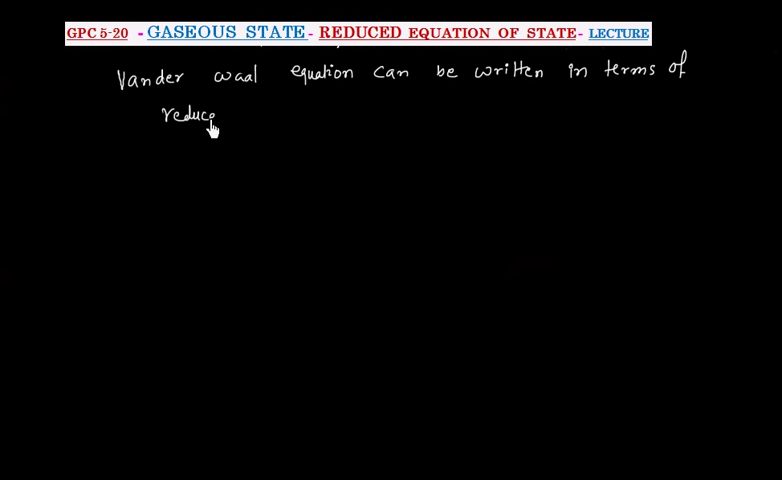 GPC 5-20 - GASEOUS STATE - REDUCED EQUATION OF STATE- LECTURE
Vander waal equation can be written in terms of
reduce